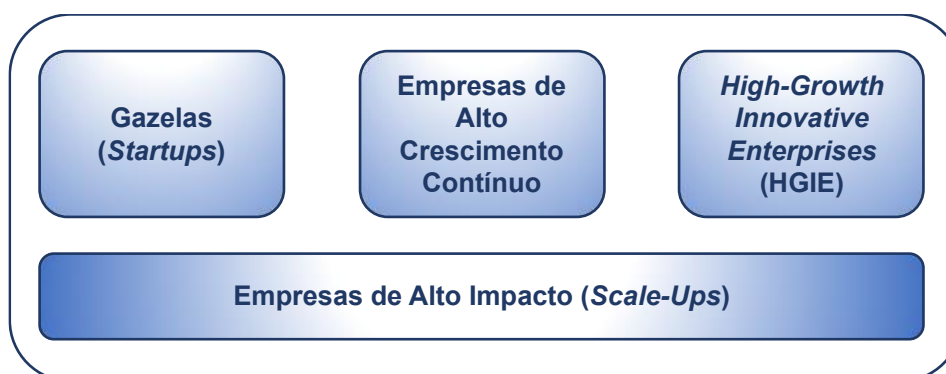 Gazelas
(Startups)
Empresas de
Alto
Crescimento
Contínuo
High-Growth
Innovative
Enterprises
(HGIE)
Empresas de Alto Impacto (Scale-Ups)